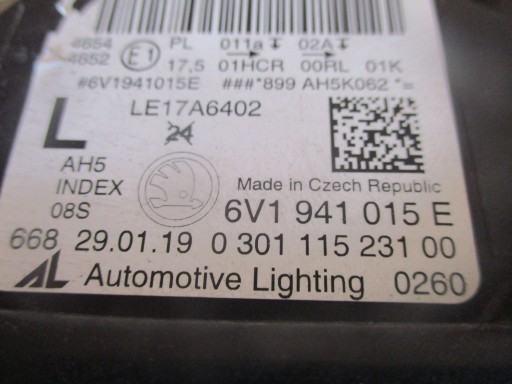 4654 E1 PL 011a 02A
4652 17,5 01HCR 00RL 01K
#6V1941015E ###*899 AH5K062 *=
LE17A6402
L 24
AH5
INDEX Made in Czech Republic
08S 6V1 941 015 E
668 29.01.19 0 301 115 231 00
AL Automotive Lighting 0260